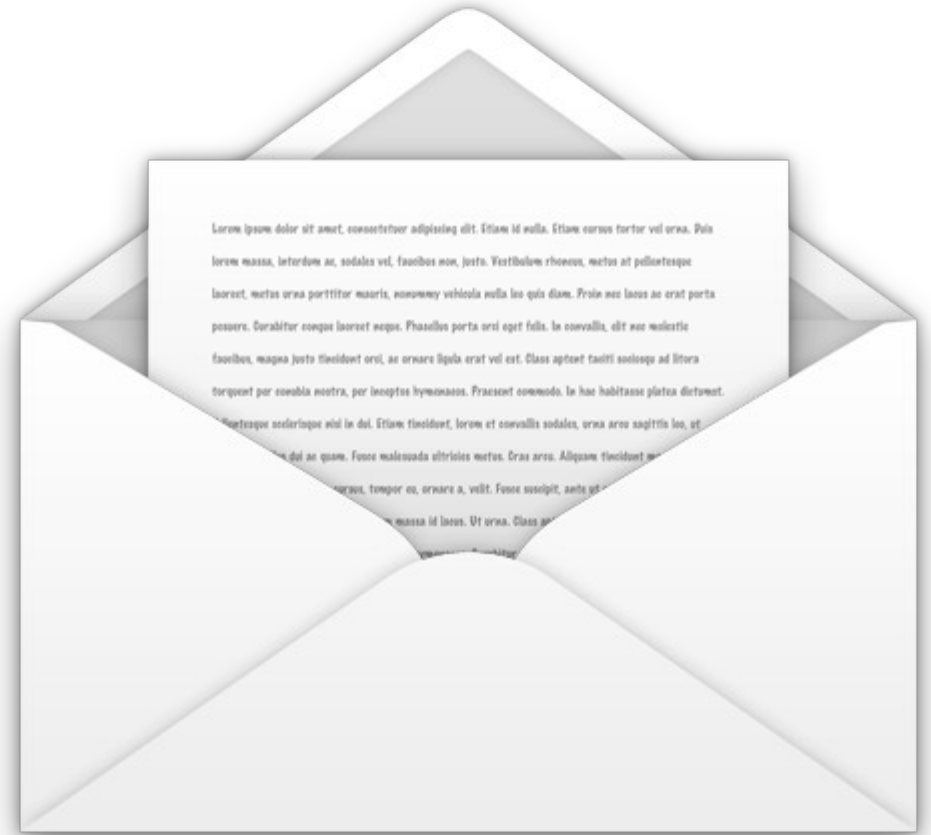 Lorem ipsum dolor sit amet, consectetuer adipiscing elit. Etiam id nulla. Etiam cursus tortor vel urna. Duis
lorem massa, interdum ac, sodales vel, faucibus non, justo. Vestibulum rhoncus, metus at pellentesque
laoreet, metus urna porttitor mauris, nonummy vehicula nulla leo quis diam. Proin nec lacus ac erat porta
posuere. Curabitur congue laoreet neque. Phasellus porta orci eget felis. In convallis, elit nec molestie
faucibus, magna justo tincidunt orci, ac ornare ligula erat vel est. Class aptent taciti sociosqu ad litora
torquent per conubia nostra, per inceptos hymenaeos. Praesent commodo. In hac habitasse platea dictumst.
scelerisque nisi in dui. Etiam tincidunt, lorem et convallis sodales, urna arcu sagittis leo, ut
dui ac quam. Fusce malesuada ultricies metus. Cras arcu. Aliquam tincidunt
cursus, tempor eu, ornare a, velit. Fusce suscipit, ante ut
massa id lacus. Ut urna. Class